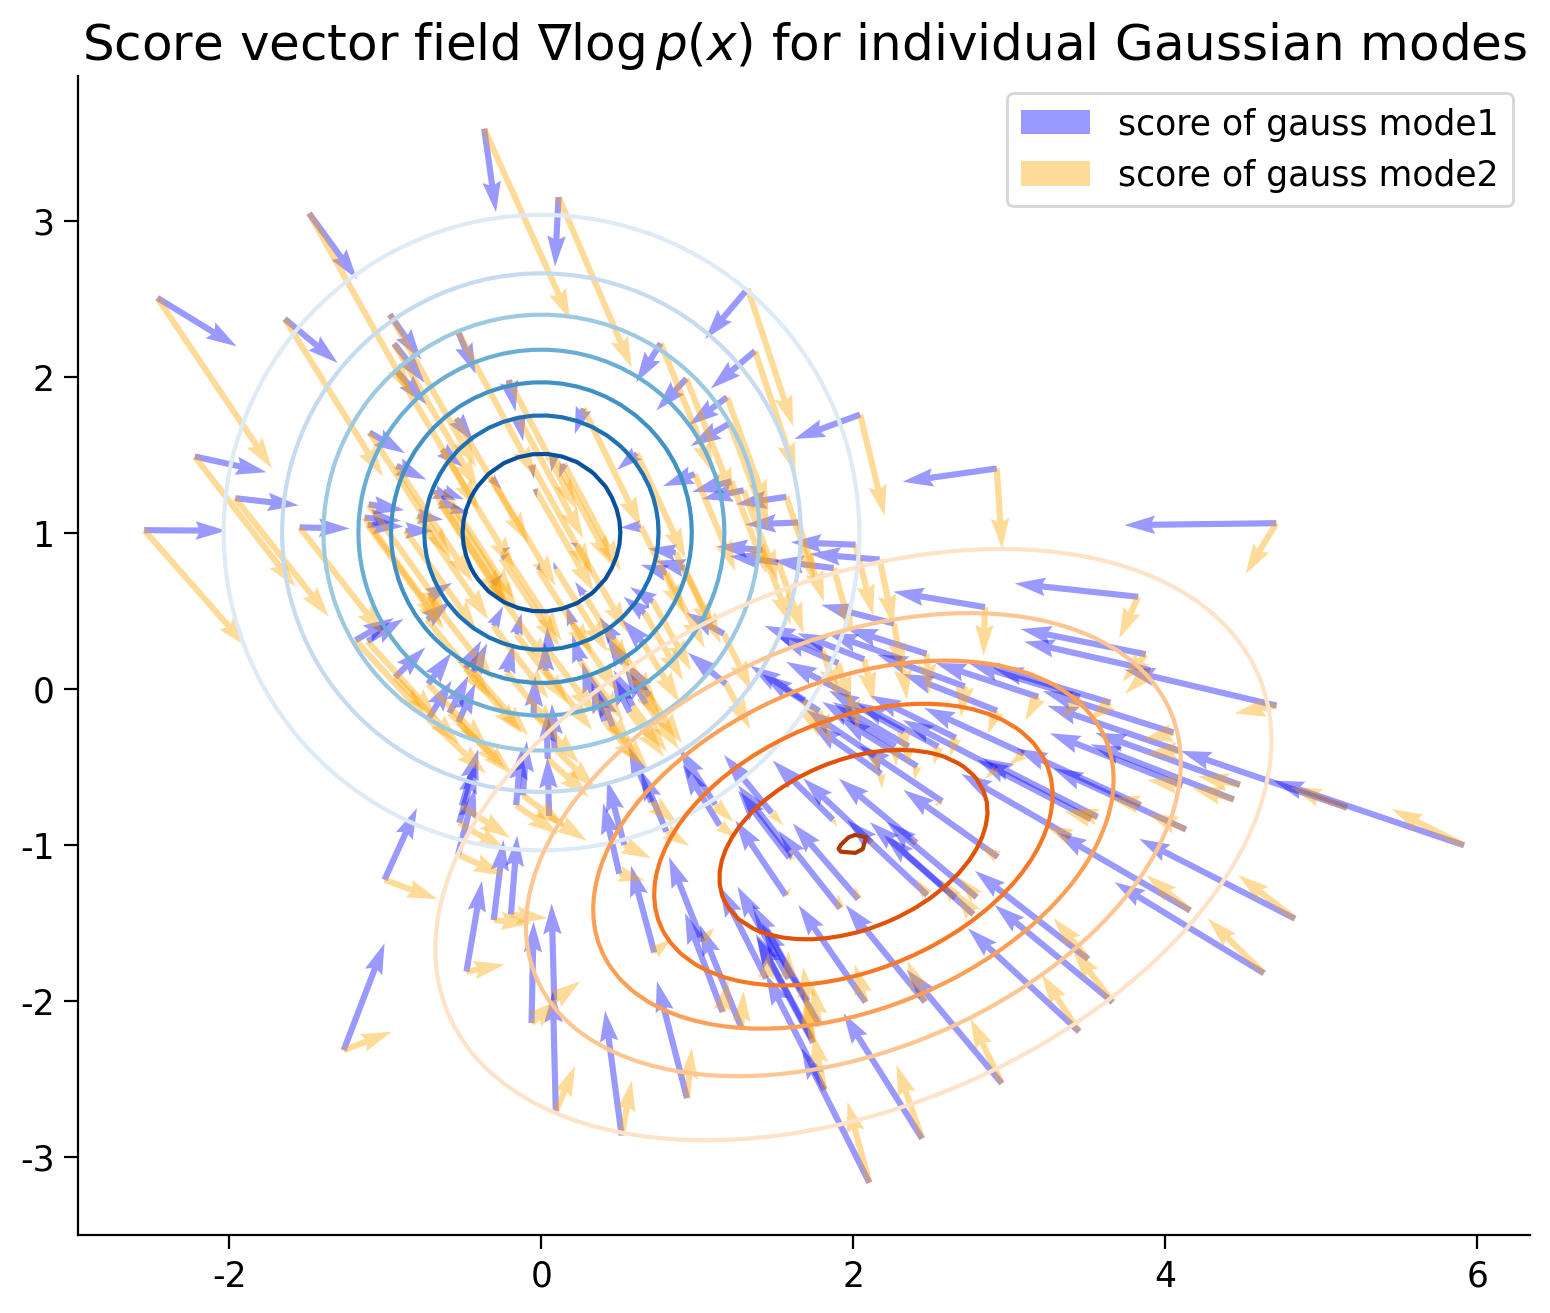 Score vector field ∇log p(x) for individual Gaussian modes
score of gauss mode1
score of gauss mode2
3
2
1
0
-1
-2
-3
-2 0 2 4 6